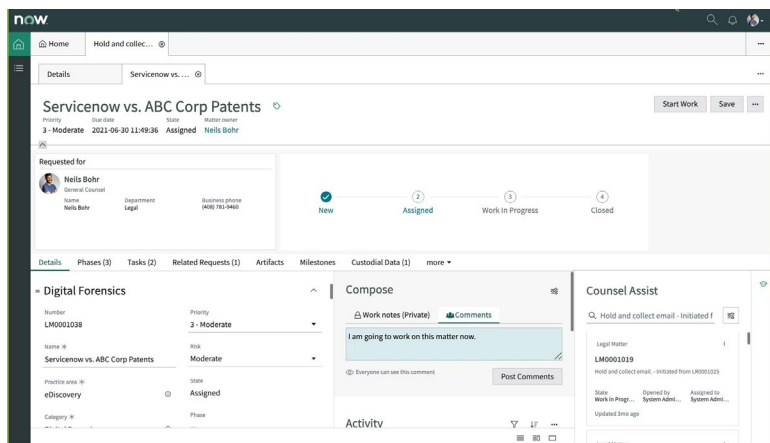 now.
Home
Hold and collec...
Details
Servicenow vs. ...
Servicenow vs. ABC Corp Patents
Start Work
Save
Priority
Due date
State
Matter owner
3 - Moderate
2021-06-30 11:49:36
Assigned
Neils Bohr
Requested for
Neils Bohr
General Counsel
Name
Department
Business phone
Neils Bohr
Legal
(408) 781-9460
2
3
4
New
Assigned
Work In Progress
Closed
Details
Phases (3)
Tasks (2)
Related Requests (1)
Artifacts
Milestones
Custodial Data (1)
more
Digital Forensics
Number
Priority
LM0001038
3 - Moderate
Name
Risk
Servicenow vs. ABC Corp Patents
Moderate
Practice area
State
eDiscovery
Assigned
Category
Phase
Compose
Work notes (Private)
Comments
I am going to work on this matter now.
Everyone can see this comment
Post Comments
Activity
Counsel Assist
Hold and collect email - Initiated f
Legal Matter
LM0001019
Hold and collect email. - Initiated from LR0001025
State
Opened by
Assigned to
Work in Progr...
System Admi...
System Admi...
Updated 3mo ago